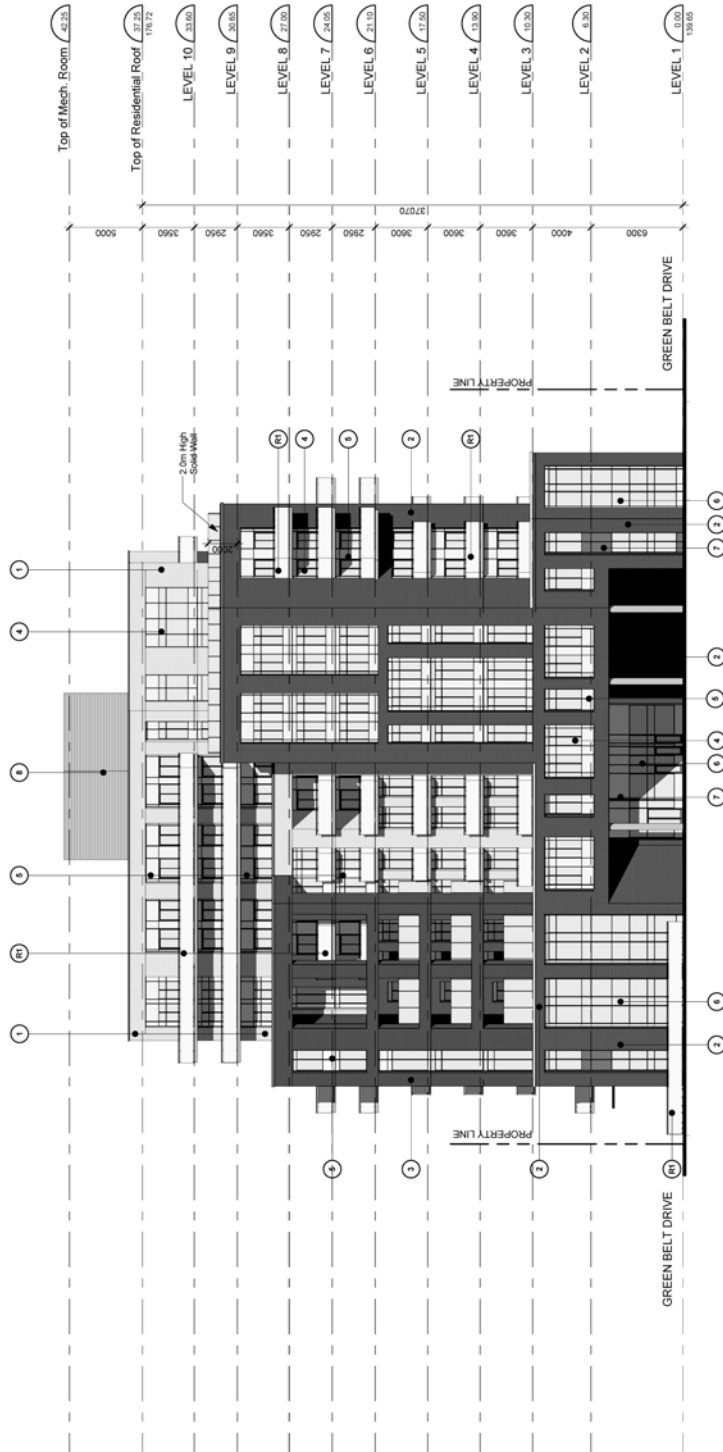 Top of Mech. Room
42.25
Top of Residential Roof
37.25
176.72
LEVEL 10
33.60
LEVEL 9
30.65
LEVEL 8
27.00
LEVEL 7
24.05
LEVEL 6
21.10
LEVEL 5
17.50
LEVEL 4
13.90
LEVEL 3
10.30
LEVEL 2
6.30
LEVEL 1
0.00
139.65
5000
3560
2950
3560
2950
2950
3600
3600
3600
4000
6300
37070
GREEN BELT DRIVE
PROPERTY LINE
2.0m High
Solid Wall
2000
1
4
8
5
R1
1
R1
4
5
2
R1
6
2
7
2
5
4
6
7
6
2
5
3
2
R1
PROPERTY LINE
GREEN BELT DRIVE